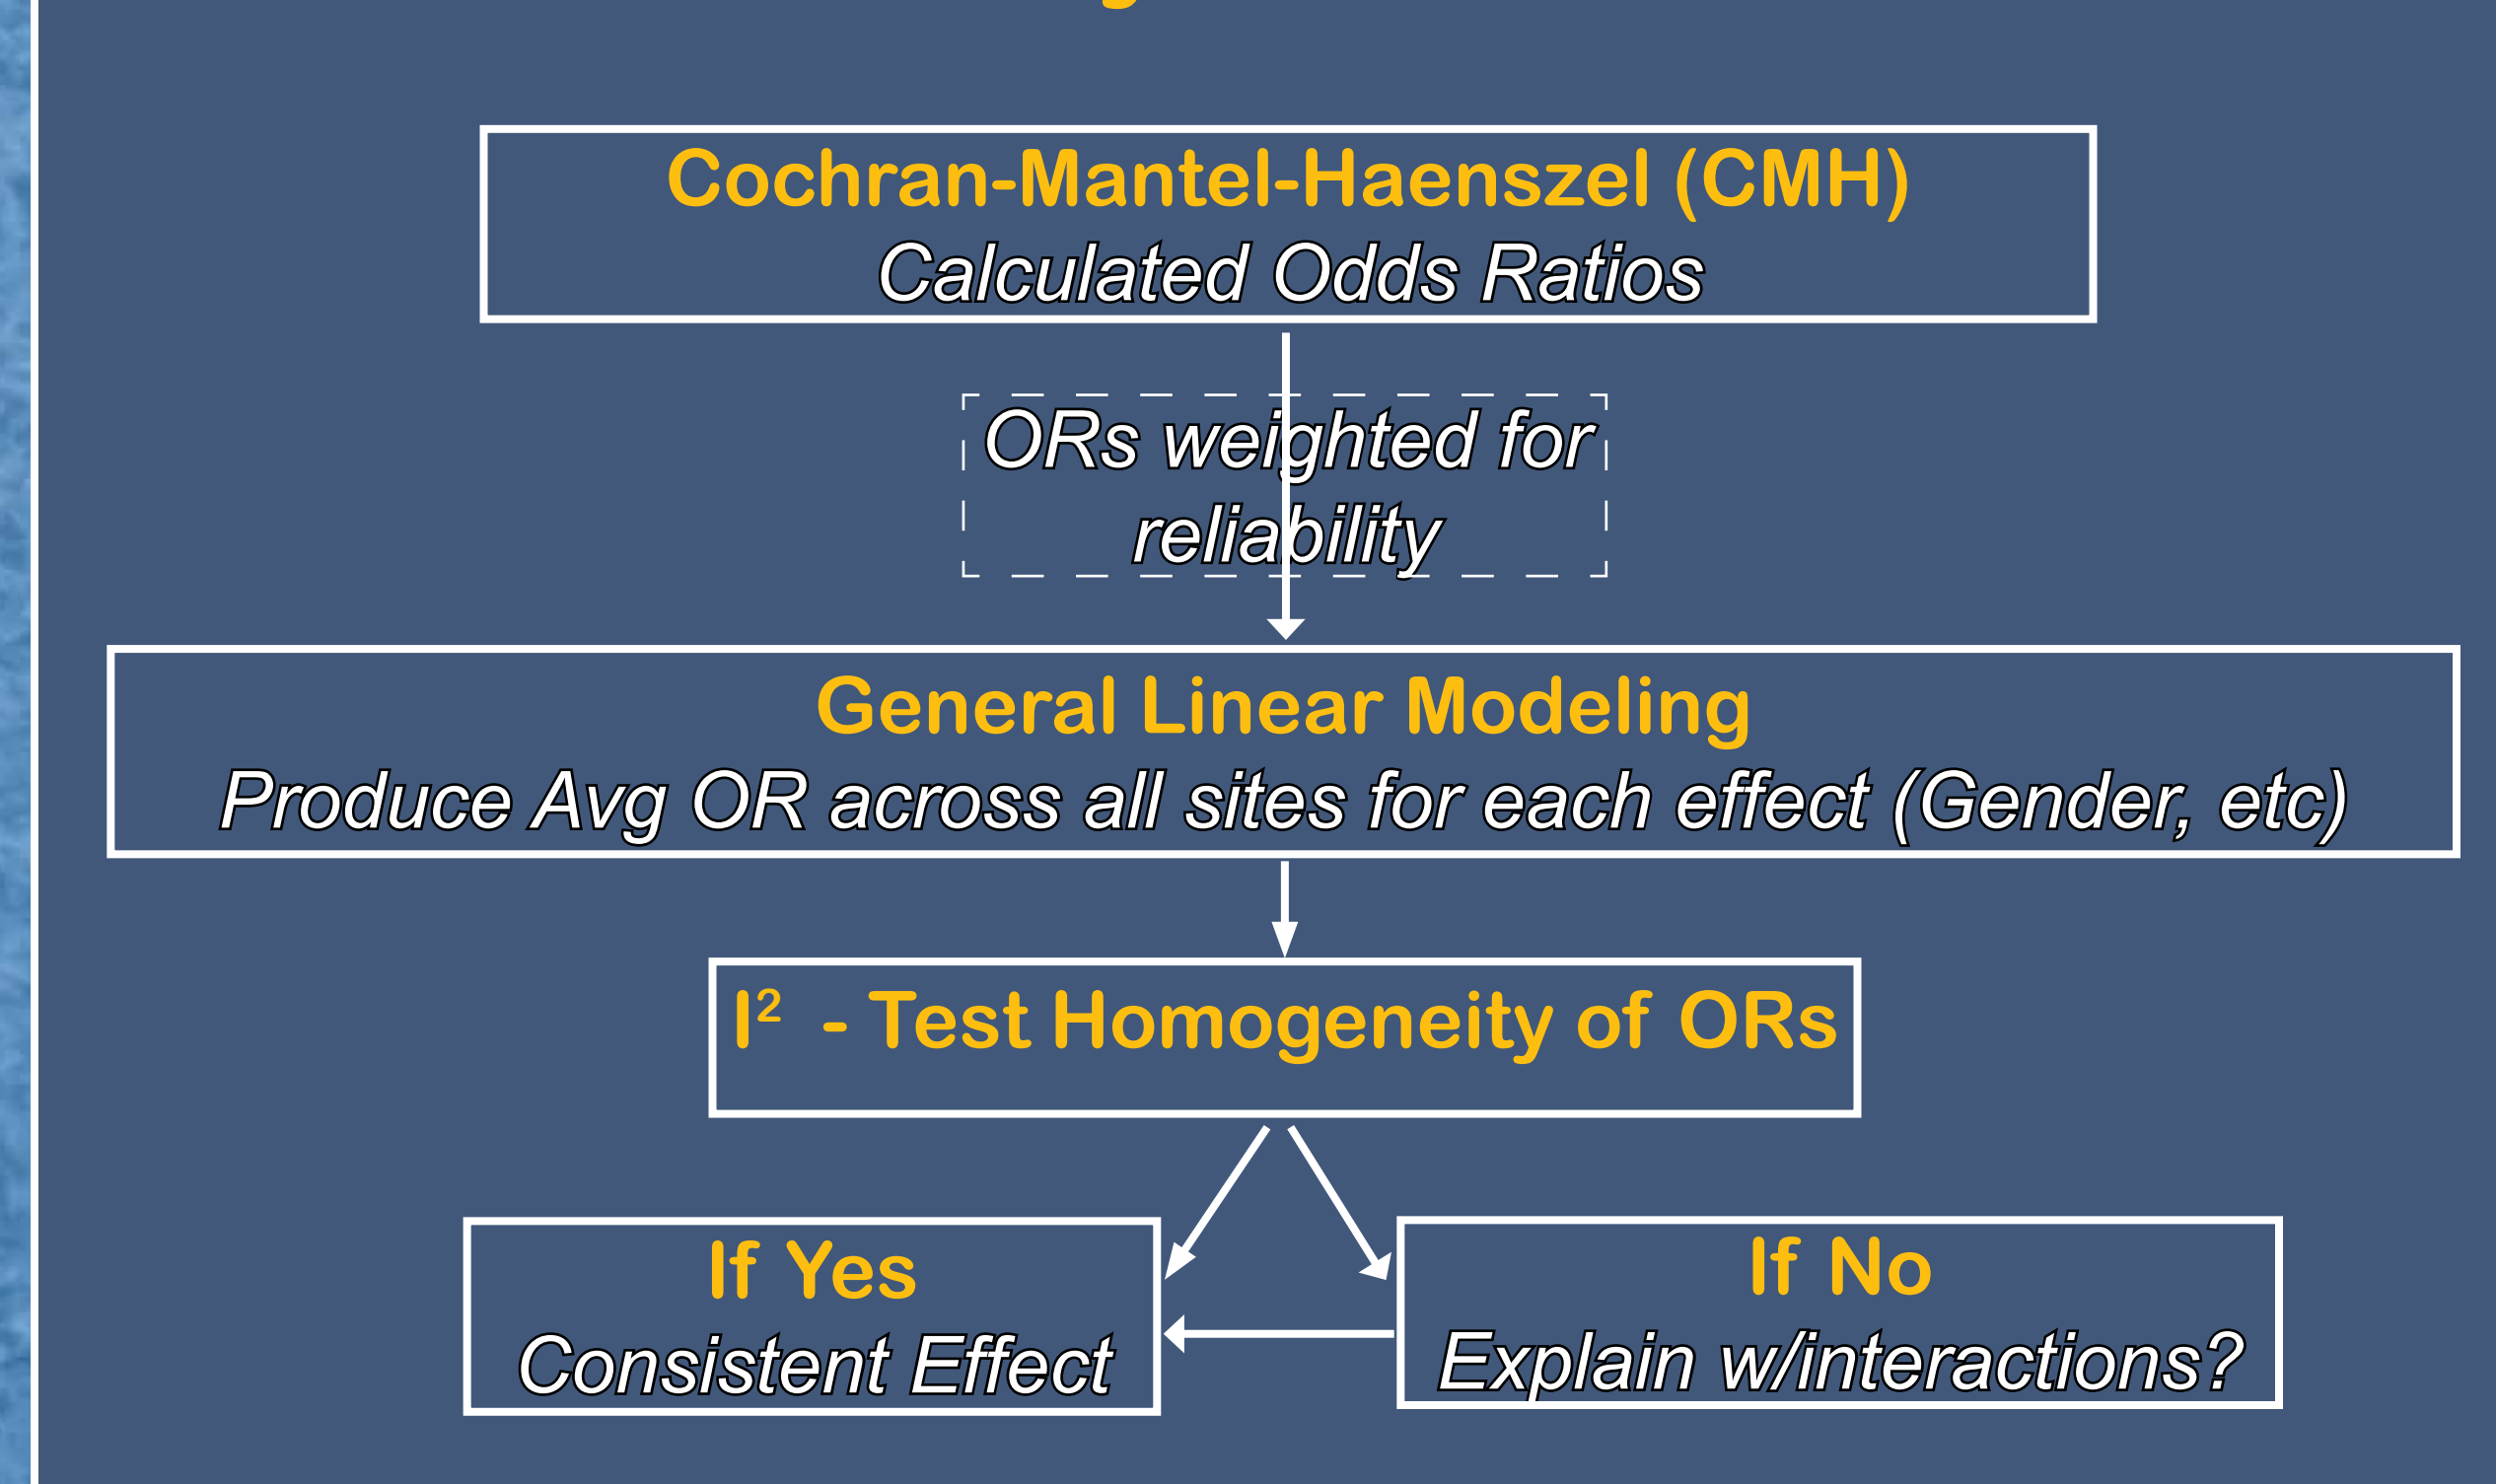 Cochran-Mantel-Haenszel (CMH)
Calculated Odds Ratios
ORs weighted for
reliability
General Linear Modeling
Produce Avg OR across all sites for each effect (Gender, etc)
I² - Test Homogeneity of ORs
If Yes
Consistent Effect
If No
Explain w/interactions?